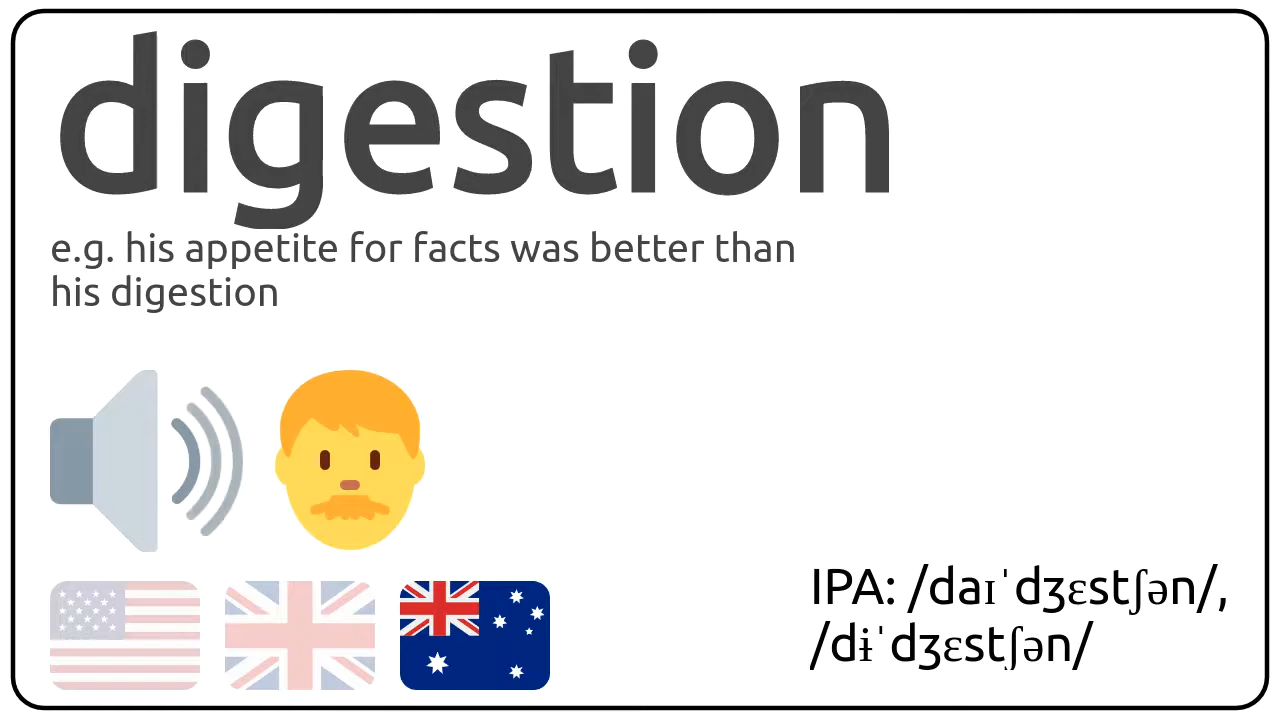 digestion
e.g. his appetite for facts was better than
his digestion
IPA: /daɪˈdʒɛstʃən/,
/dɨˈdʒɛstʃən/